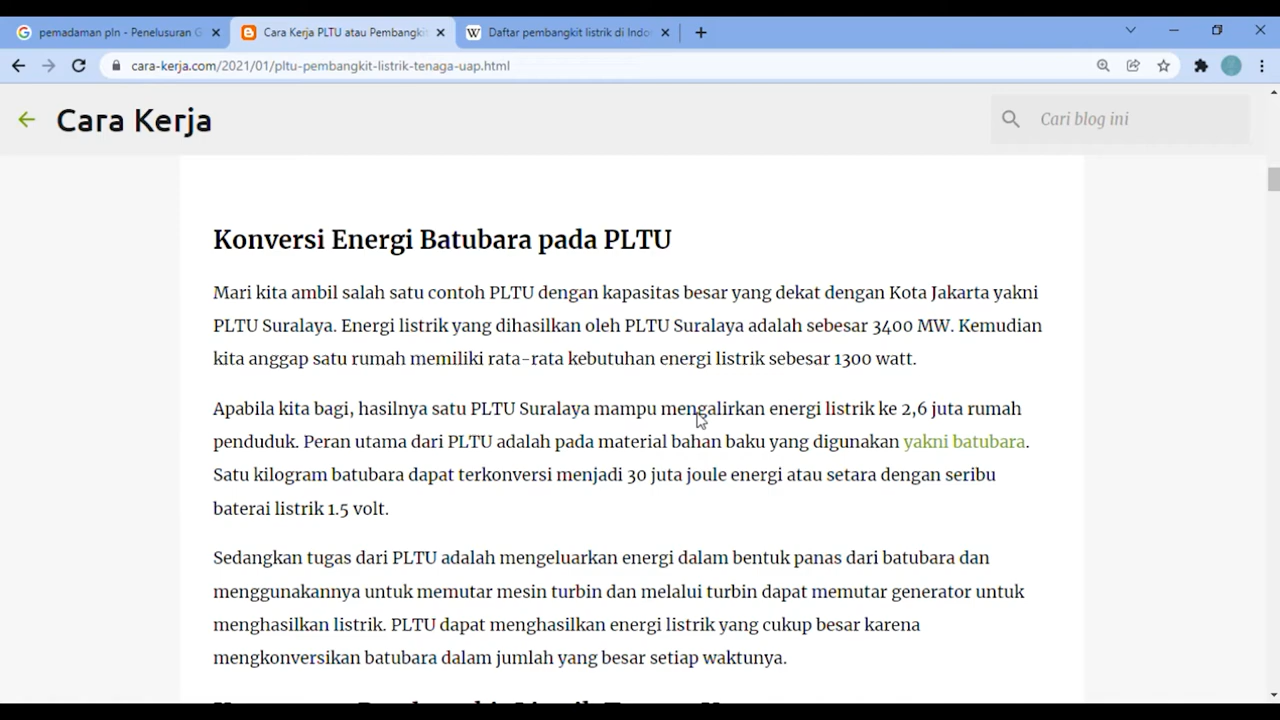 pemadaman pln - Penelusuran G
Cara Kerja PLTU atau Pembangkit
W Daftar pembangkit listrik di Indo
cara-kerja.com/2021/01/pltu-pembangkit-listrik-tenaga-uap.html
Cara Kerja
Cari blog ini
Konversi Energi Batubara pada PLTU
Mari kita ambil salah satu contoh PLTU dengan kapasitas besar yang dekat dengan Kota Jakarta yakni
PLTU Suralaya. Energi listrik yang dihasilkan oleh PLTU Suralaya adalah sebesar 3400 MW. Kemudian
kita anggap satu rumah memiliki rata-rata kebutuhan energi listrik sebesar 1300 watt.
Apabila kita bagi, hasilnya satu PLTU Suralaya mampu mengalirkan energi listrik ke 2,6 juta rumah
penduduk. Peran utama dari PLTU adalah pada material bahan baku yang digunakan yakni batubara.
Satu kilogram batubara dapat terkonversi menjadi 30 juta joule energi atau setara dengan seribu
baterai listrik 1.5 volt.
Sedangkan tugas dari PLTU adalah mengeluarkan energi dalam bentuk panas dari batubara dan
menggunakannya untuk memutar mesin turbin dan melalui turbin dapat memutar generator untuk
menghasilkan listrik. PLTU dapat menghasilkan energi listrik yang cukup besar karena
mengkonversikan batubara dalam jumlah yang besar setiap waktunya.